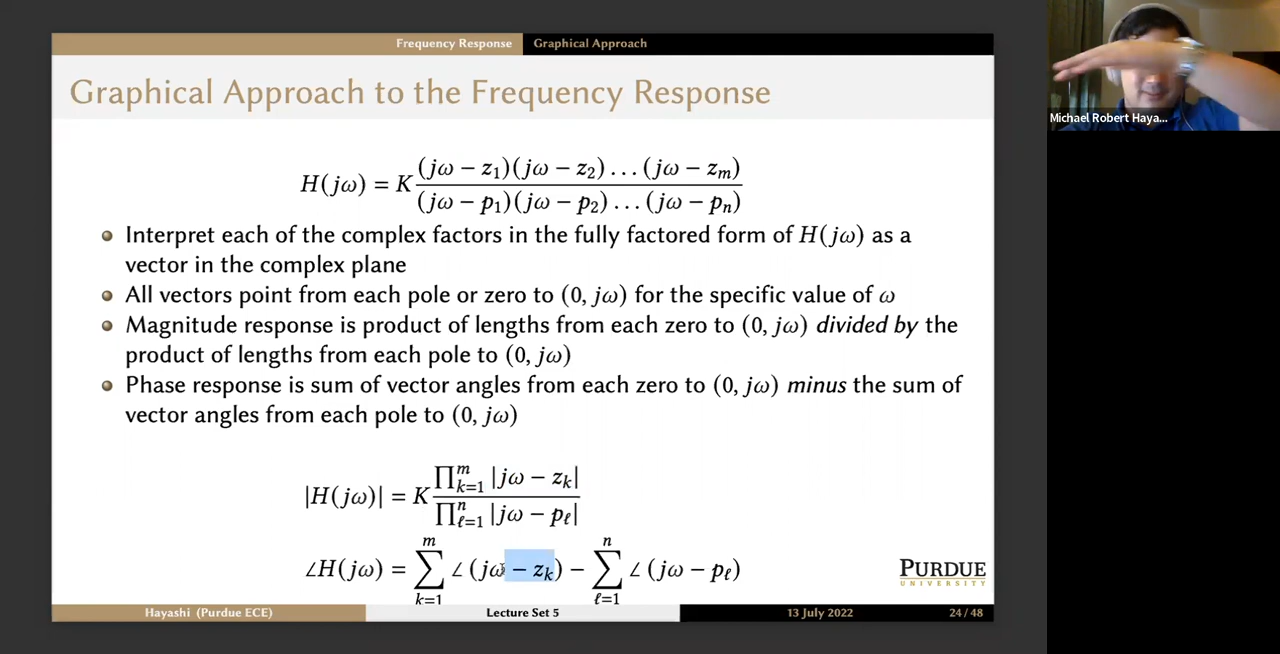 Frequency Response Graphical Approach
Graphical Approach to the Frequency Response
H(jω) = K (jω − z₁)(jω − z₂) … (jω − zₘ) / (jω − p₁)(jω − p₂) … (jω − pₙ)
Interpret each of the complex factors in the fully factored form of H(jω) as a
vector in the complex plane
All vectors point from each pole or zero to (0, jω) for the specific value of ω
Magnitude response is product of lengths from each zero to (0, jω) divided by the
product of lengths from each pole to (0, jω)
Phase response is sum of vector angles from each zero to (0, jω) minus the sum of
vector angles from each pole to (0, jω)
|H(jω)| = K ∏ₖ₌₁ᵐ |jω − zₖ| / ∏_{ℓ=1}ⁿ |jω − p_ℓ|
∠H(jω) = ∑ₖ₌₁ᵐ ∠(jω − zₖ) − ∑_{ℓ=1}ⁿ ∠(jω − p_ℓ)
PURDUE
UNIVERSITY
Hayashi (Purdue ECE) Lecture Set 5 13 July 2022 24 / 48
Michael Robert Haya...